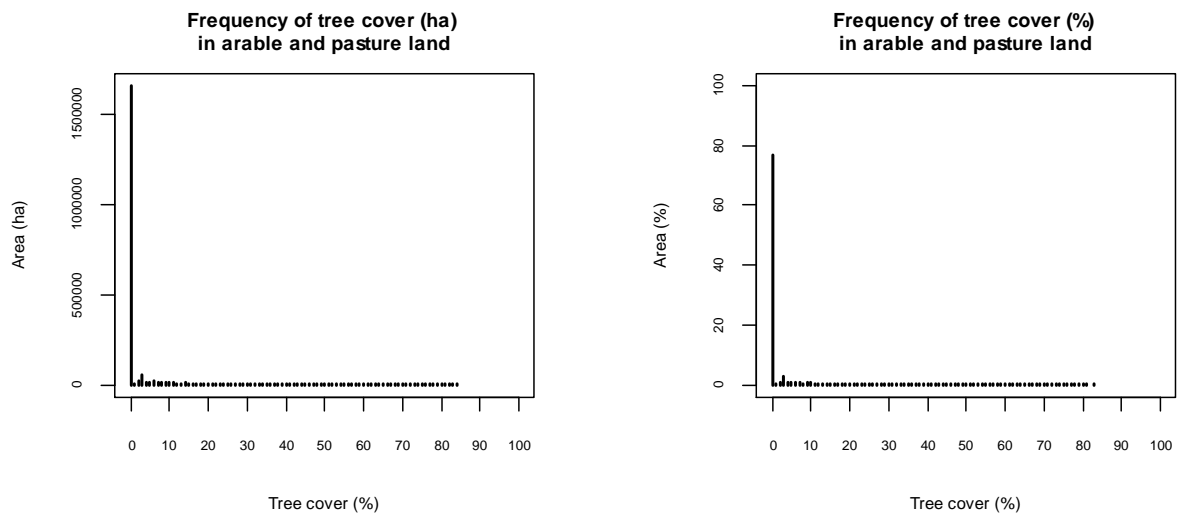 Frequency of tree cover (ha)
in arable and pasture land
Area (ha)
1500000
1000000
500000
0
0 10 20 30 40 50 60 70 80 90 100
Tree cover (%)
Frequency of tree cover (%)
in arable and pasture land
Area (%)
100
80
60
40
20
0
0 10 20 30 40 50 60 70 80 90 100
Tree cover (%)